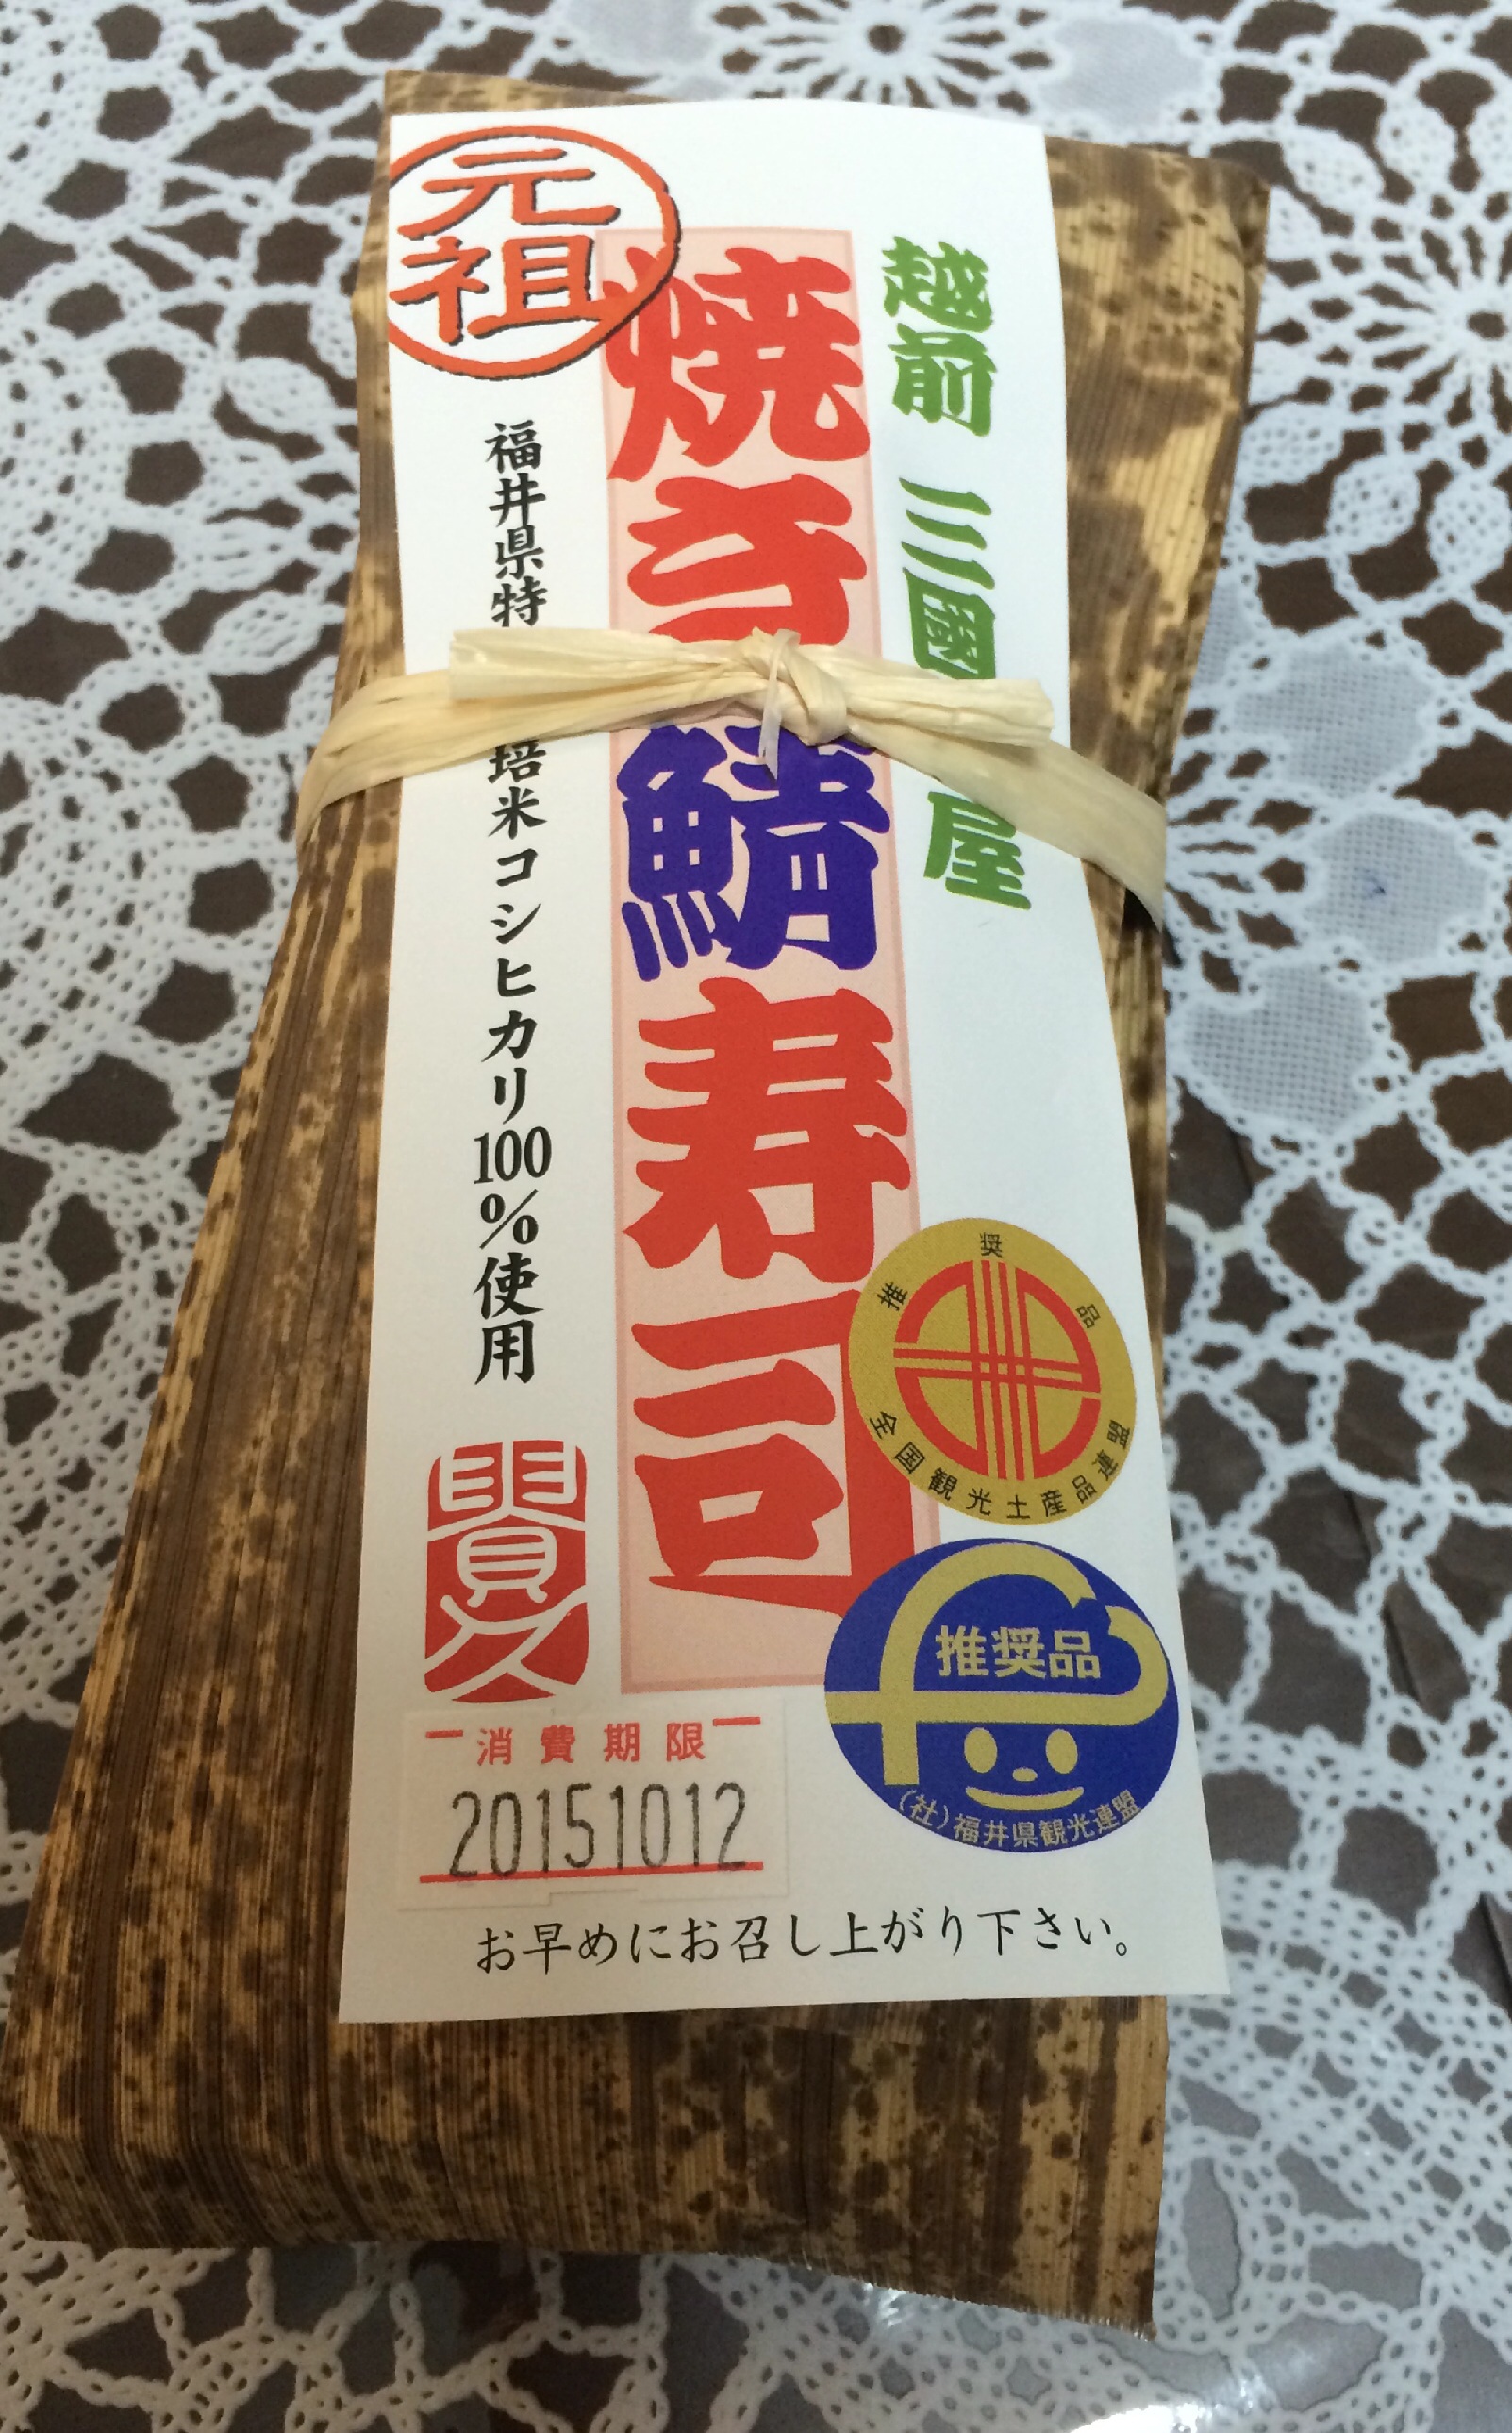 元祖
越前 三國
屋
焼き鯖寿司
福井県特
培米コシヒカリ100%使用
推奨品
全国観光土産品連盟
推奨品
(社)福井県観光連盟
消費期限
20151012
お早めにお召し上がり下さい。